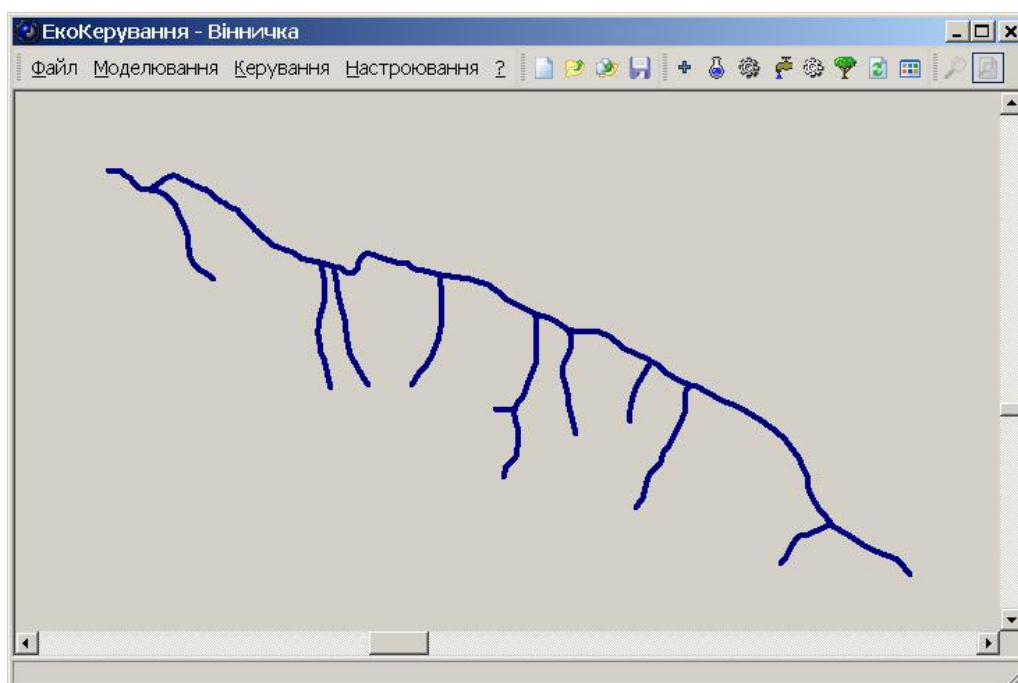 ЕкоКерування - Вінничка
Файл Моделювання Керування Настроювання ?